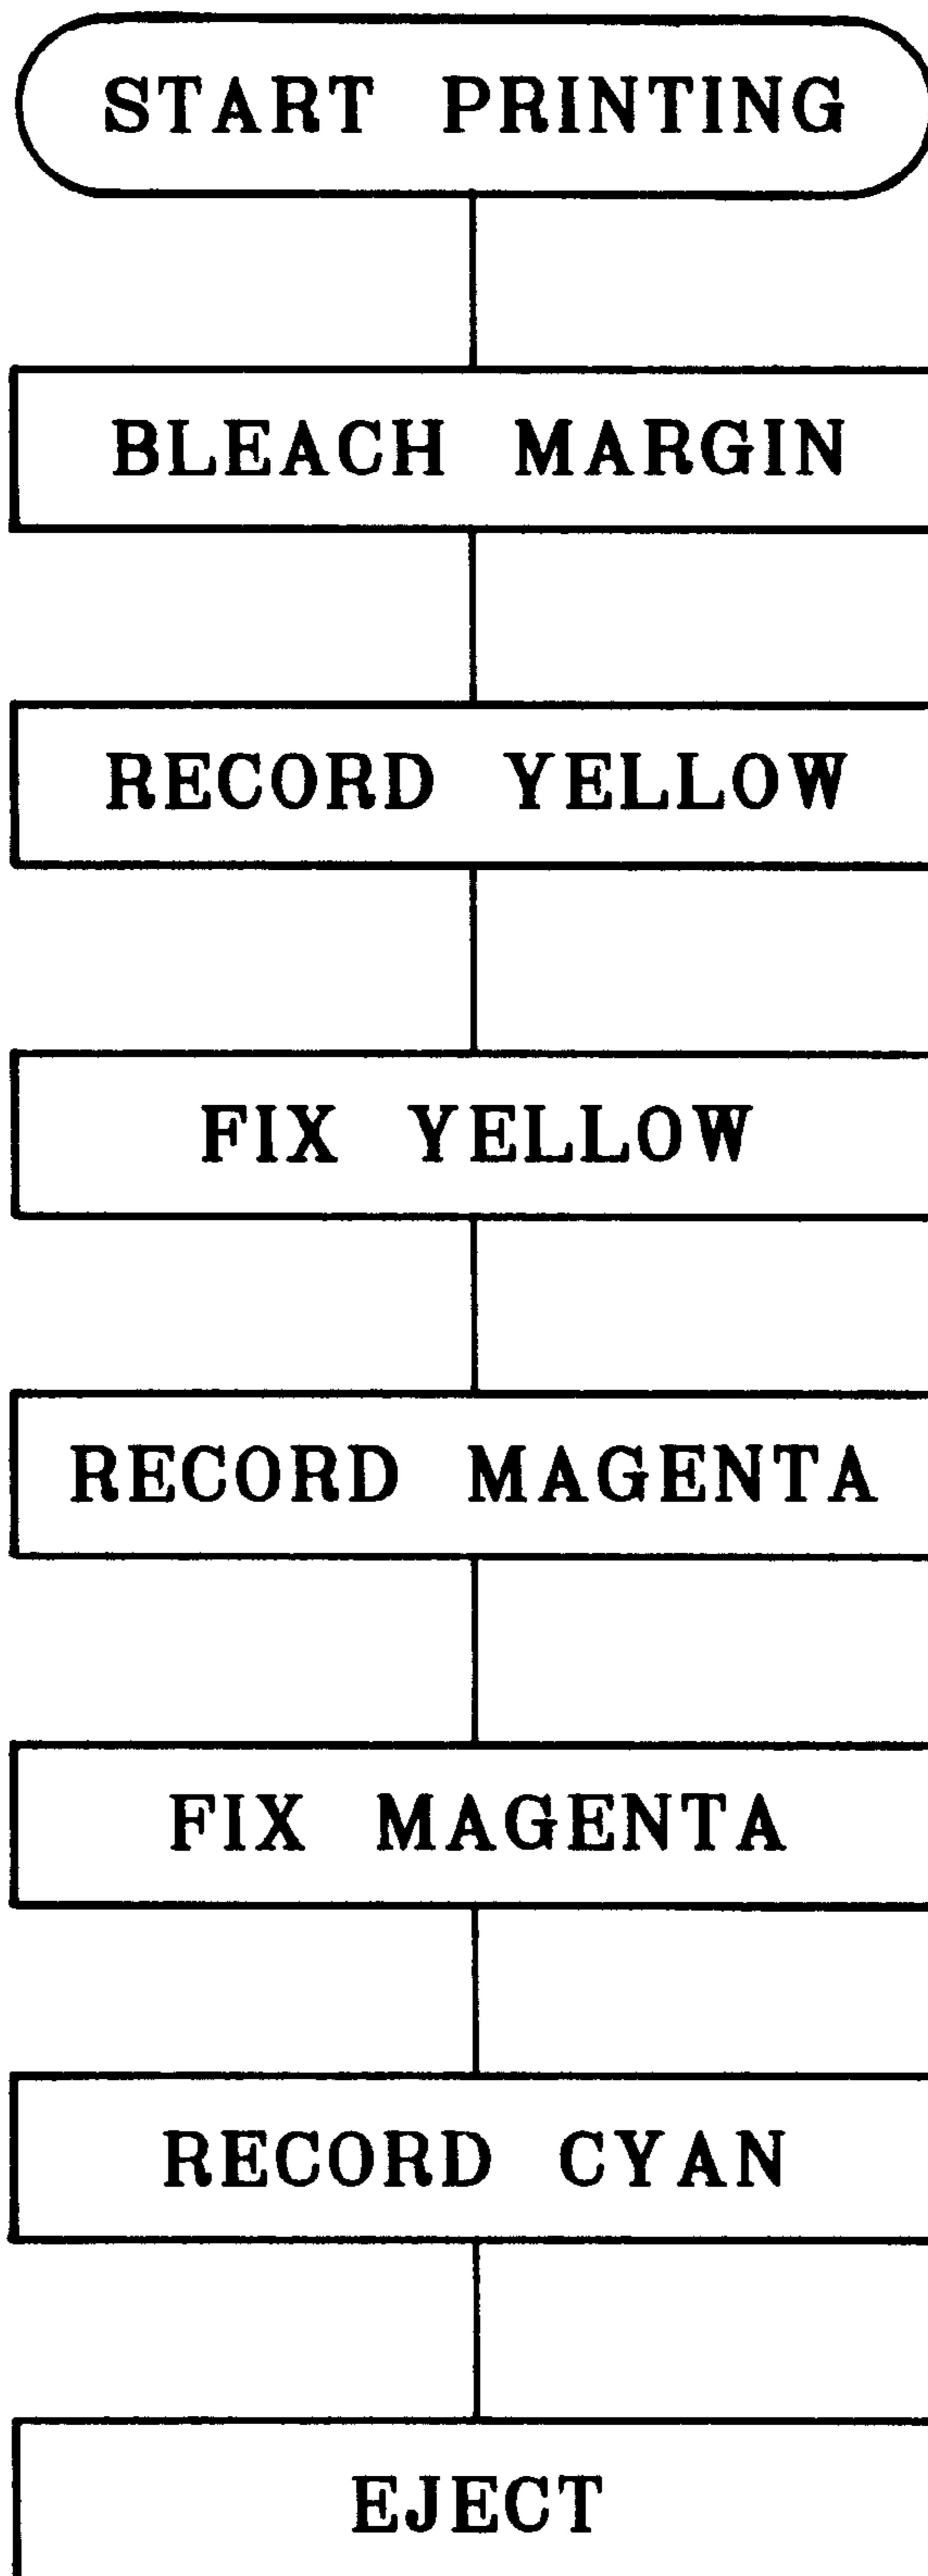 START PRINTING
BLEACH MARGIN
RECORD YELLOW
FIX YELLOW
RECORD MAGENTA
FIX MAGENTA
RECORD CYAN
EJECT